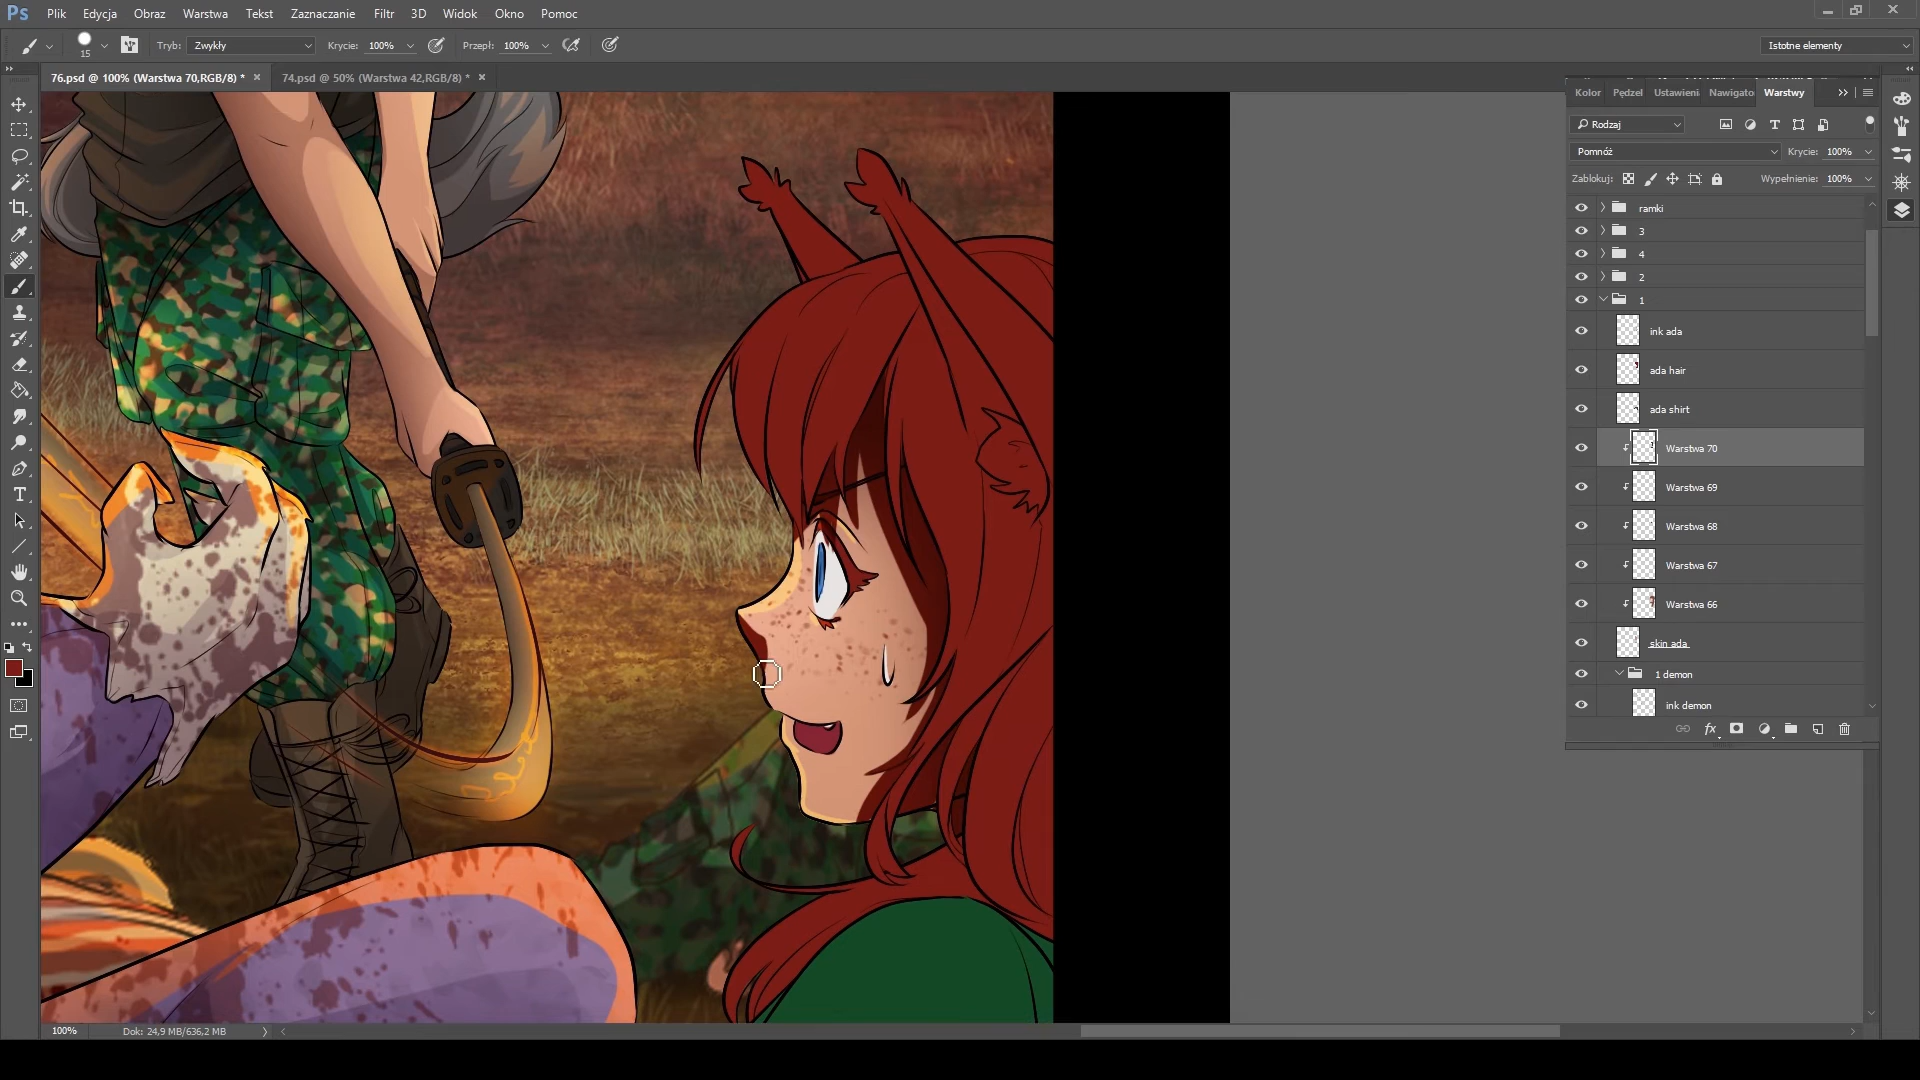 Ps Plik Edycja Obraz Warstwa Tekst Zaznaczanie Filtr 3D Widok Okno Pomoc
15 Tryb: Zwykły Krycie: 100% Przepł: 100% Istotne elementy
76.psd @ 100% (Warstwa 70,RGB/8) * × 74.psd @ 50% (Warstwa 42,RGB/8) * ×
Kolor Pędzel Ustawieni Nawigato Warstwy
Rodzaj
Pomnóż Krycie: 100%
Zablokuj: Wypełnienie: 100%
ramki
3
4
2
1
ink ada
ada hair
ada shirt
Warstwa 70
Warstwa 69
Warstwa 68
Warstwa 67
Warstwa 66
skin ada
1 demon
ink demon
fx
100% Dok: 24,9 MB/636,2 MB